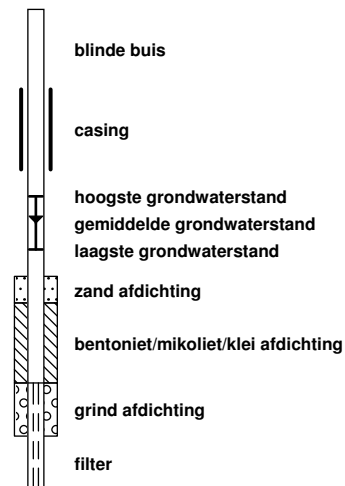 blinde buis
casing
hoogste grondwaterstand
gemiddelde grondwaterstand
laagste grondwaterstand
zand afdichting
bentoniet/mikoliet/klei afdichting
grind afdichting
filter